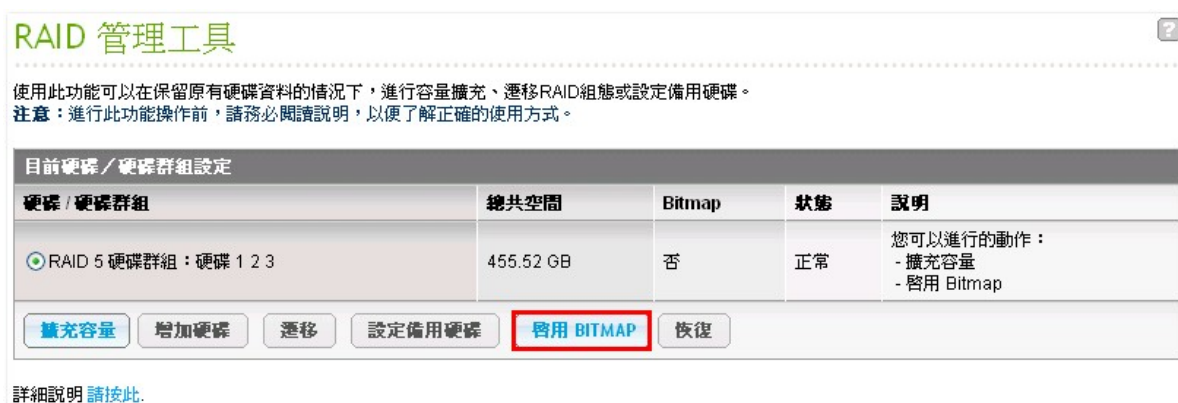 RAID 管理工具
?
使用此功能可以在保留原有硬碟資料的情況下,進行容量擴充、遷移RAID組態或設定備用硬碟。
注意:進行此功能操作前,請務必閱讀說明,以便了解正確的使用方式。
目前硬碟/硬碟群組設定
硬碟 / 硬碟群組 總共空間 Bitmap 狀態 說明
RAID 5 硬碟群組:硬碟 1 2 3 455.52 GB 否 正常 您可以進行的動作:
- 擴充容量
- 啓用 Bitmap
擴充容量 增加硬碟 遷移 設定備用硬碟 啓用 BITMAP 恢復
詳細說明 請按此.